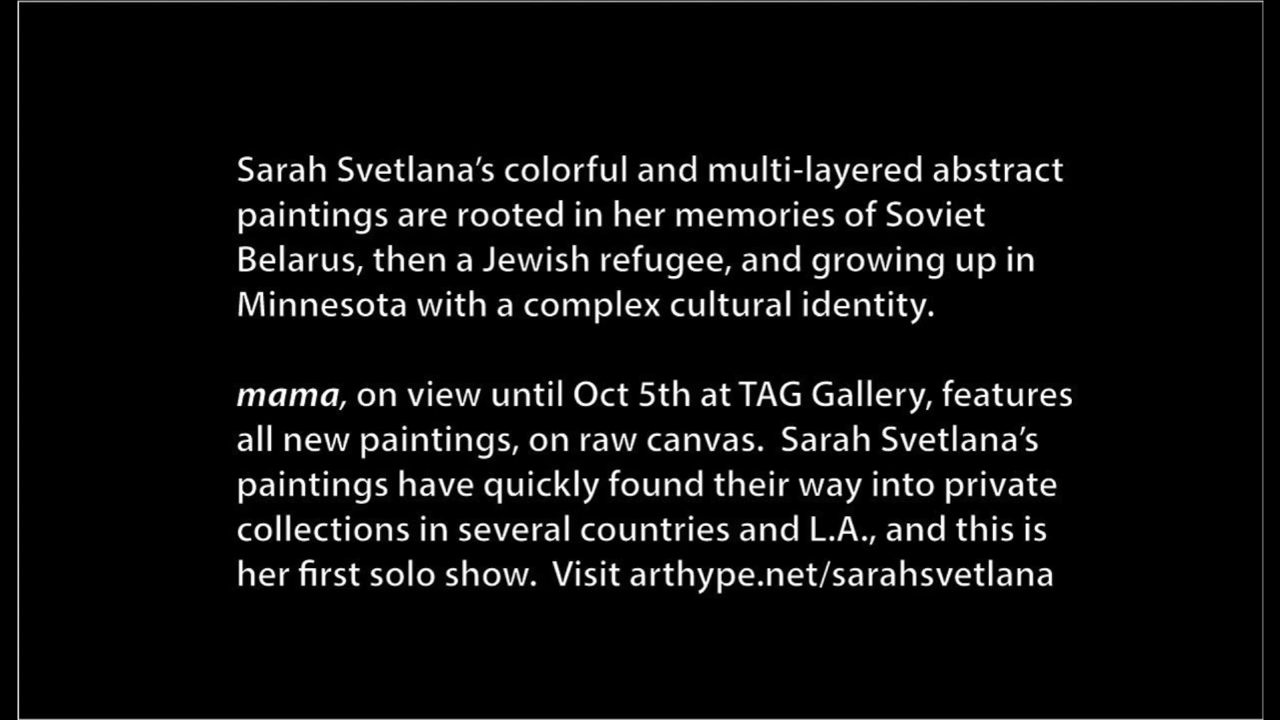 Sarah Svetlana’s colorful and multi-layered abstract
paintings are rooted in her memories of Soviet
Belarus, then a Jewish refugee, and growing up in
Minnesota with a complex cultural identity.
mama, on view until Oct 5th at TAG Gallery, features
all new paintings, on raw canvas.  Sarah Svetlana’s
paintings have quickly found their way into private
collections in several countries and L.A., and this is
her first solo show.  Visit arthype.net/sarahsvetlana